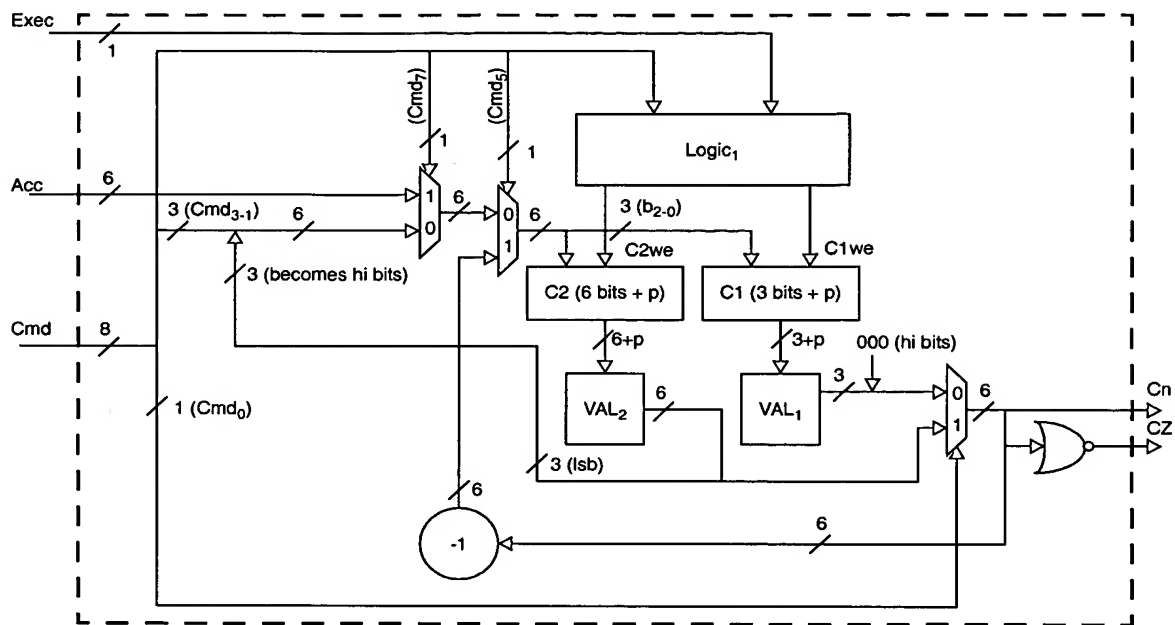 Exec
1
(Cmd7)
(Cmd5)
1
1
Logic1
Acc
6
1
0
6
0
1
6
3 (Cmd3-1)
6
3 (b2-0)
C2we
C1we
3 (becomes hi bits)
C2 (6 bits + p)
C1 (3 bits + p)
Cmd
8
6+p
3+p
000 (hi bits)
VAL2
6
VAL1
3
0
1
6
Cn
CZ
1 (Cmd0)
3 (lsb)
6
-1
6